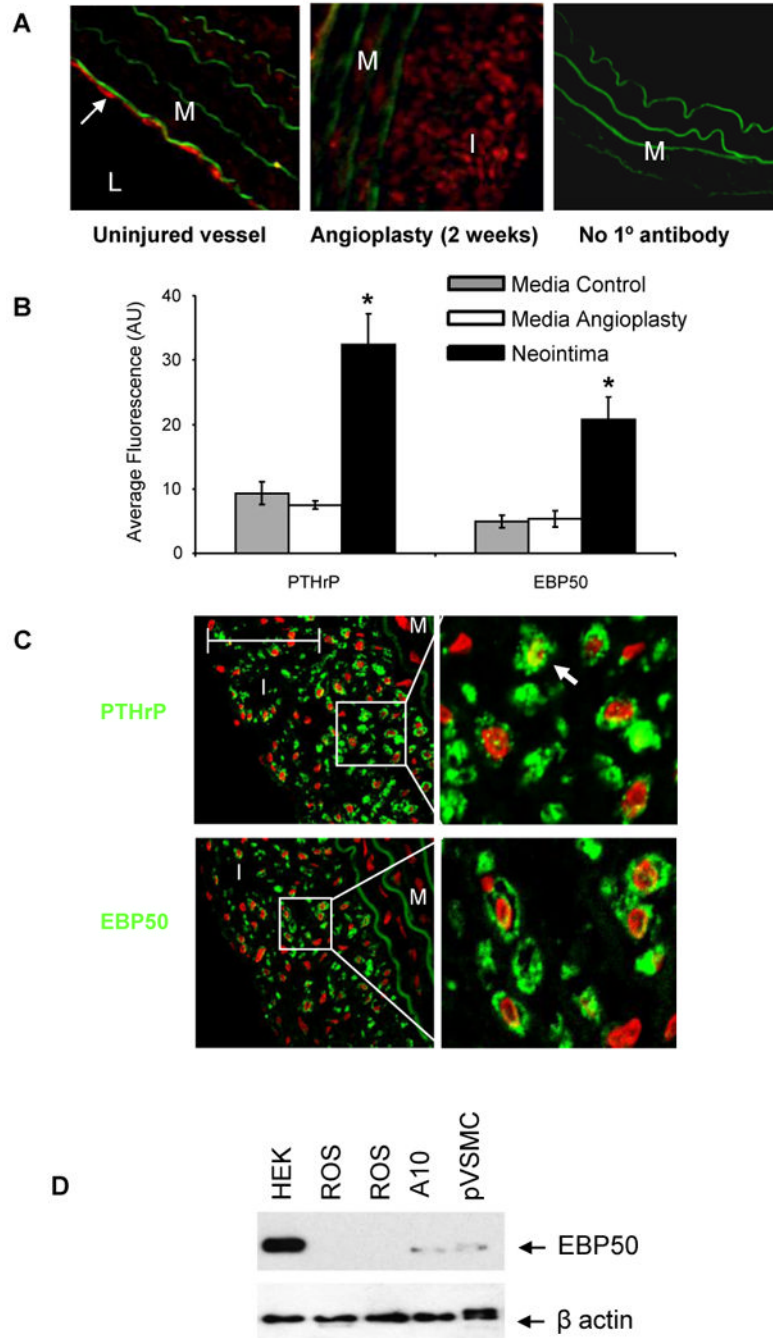 A
M
L
M
I
M
Uninjured vessel
Angioplasty (2 weeks)
No 1º antibody
B
Average Fluorescence (AU)
40
30
20
10
0
*
*
Media Control
Media Angioplasty
Neointima
PTHrP
EBP50
C
PTHrP
I
M
EBP50
I
M
D
HEK
ROS
ROS
A10
pVSMC
EBP50
β actin